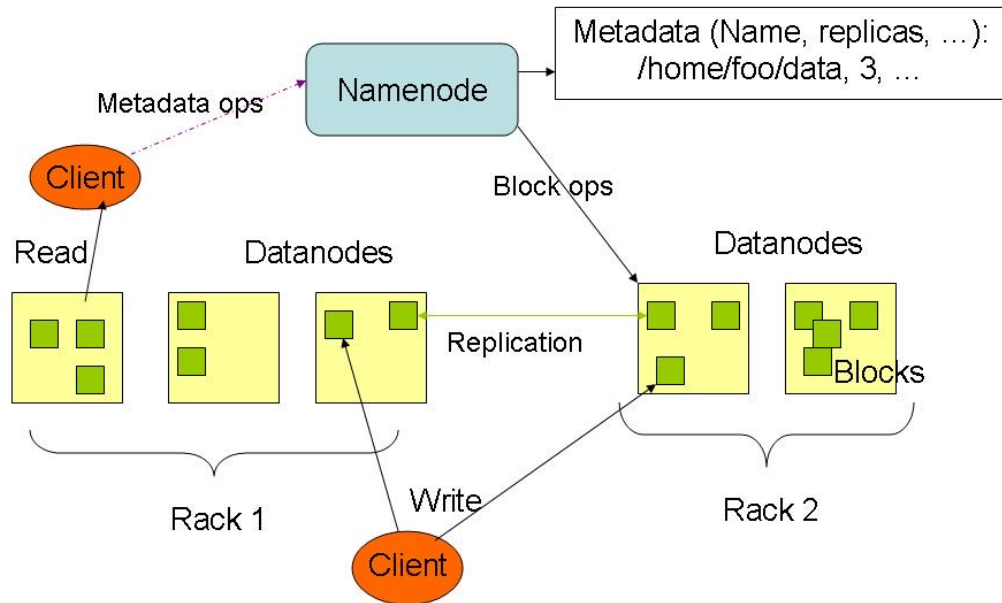 Metadata (Name, replicas, …):
/home/foo/data, 3, …
Namenode
Metadata ops
Client
Block ops
Read
Datanodes
Datanodes
Replication
Blocks
Rack 1
Write
Rack 2
Client